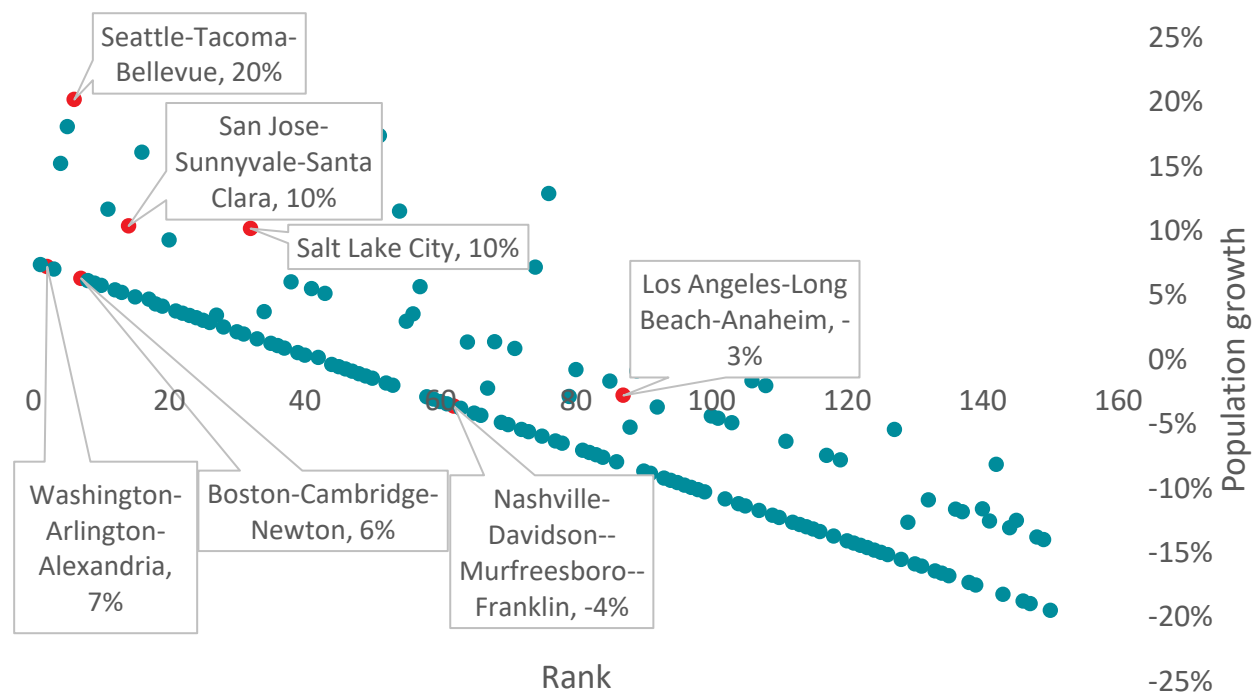 Seattle-Tacoma-
Bellevue, 20%
San Jose-
Sunnyvale-Santa
Clara, 10%
Salt Lake City, 10%
Los Angeles-Long
Beach-Anaheim, -
3%
Washington-
Arlington-
Alexandria,
7%
Boston-Cambridge-
Newton, 6%
Nashville-
Davidson--
Murfreesboro--
Franklin, -4%
25%
20%
15%
10%
5%
0%
-5%
-10%
-15%
-20%
-25%
Population growth
0 20 40 60 80 100 120 140 160
Rank